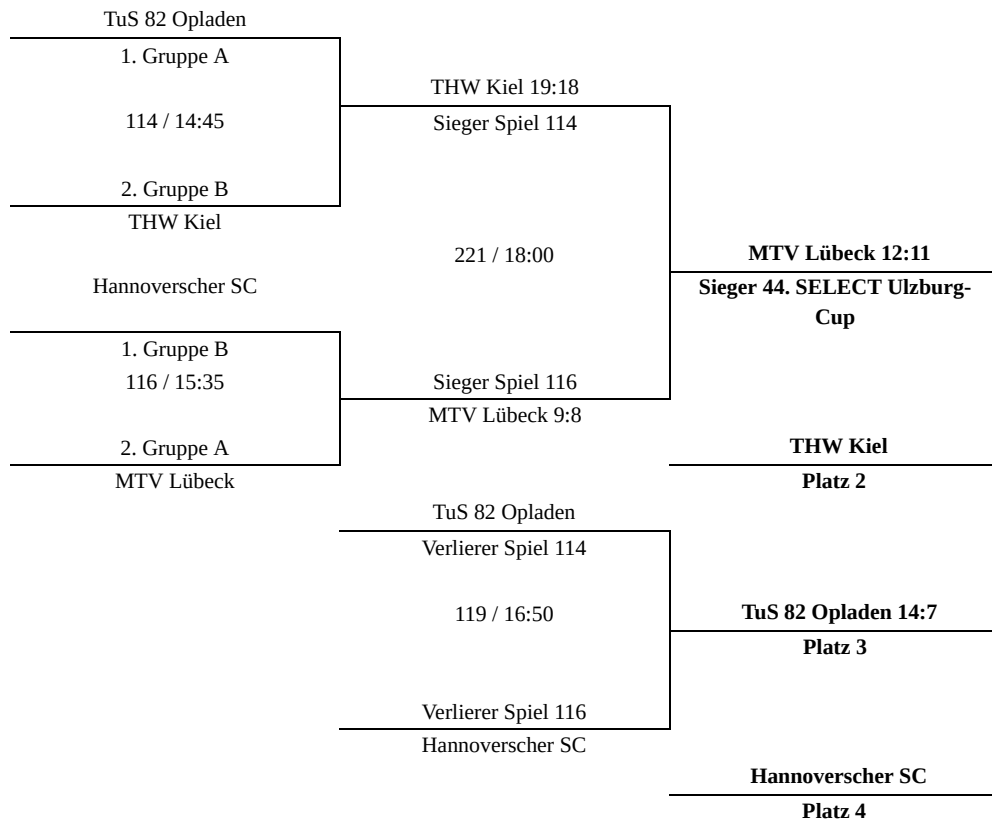 TuS 82 Opladen
1. Gruppe A
THW Kiel 19:18
114 / 14:45
Sieger Spiel 114
2. Gruppe B
THW Kiel
221 / 18:00
MTV Lübeck 12:11
Hannoverscher SC
Sieger 44. SELECT Ulzburg-
Cup
1. Gruppe B
116 / 15:35
Sieger Spiel 116
MTV Lübeck 9:8
2. Gruppe A
THW Kiel
MTV Lübeck
Platz 2
TuS 82 Opladen
Verlierer Spiel 114
119 / 16:50
TuS 82 Opladen 14:7
Platz 3
Verlierer Spiel 116
Hannoverscher SC
Hannoverscher SC
Platz 4